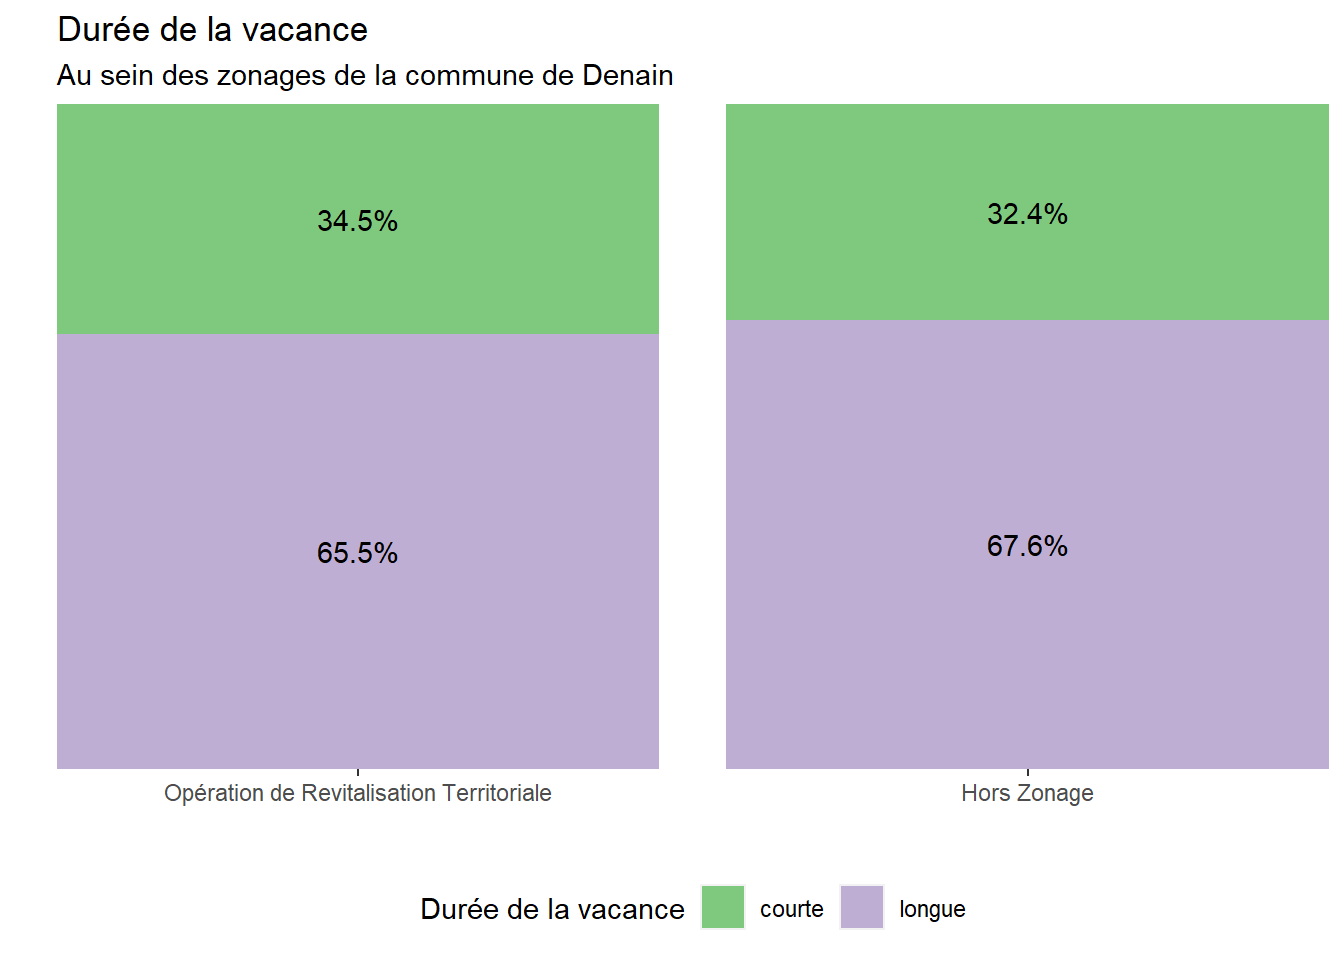 Durée de la vacance
Au sein des zonages de la commune de Denain
34.5%
32.4%
65.5%
67.6%
Opération de Revitalisation Territoriale
Hors Zonage
Durée de la vacance courte longue